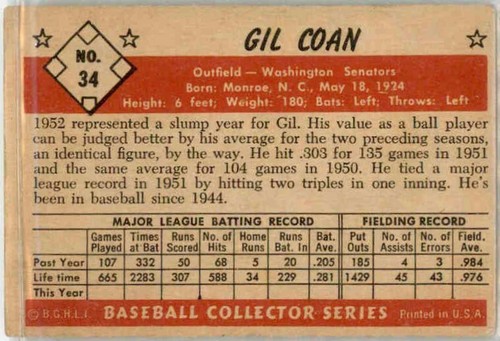 NO.
34
GIL COAN
Outfield — Washington Senators
Born: Monroe, N. C., May 18, 1924
Height: 6 feet; Weight: 180; Bats: Left; Throws: Left
1952 represented a slump year for Gil. His value as a ball player
can be judged better by his average for the two preceding seasons,
an identical figure, by the way. He hit .303 for 135 games in 1951
and the same average for 104 games in 1950. He tied a major
league record in 1951 by hitting two triples in one inning. He's
been in baseball since 1944.
MAJOR LEAGUE BATTING RECORD FIELDING RECORD
Games Played Times at Bat Runs Scored No. of Hits Home Runs Runs Bat. In Bat. Ave. Put Outs No. of Assists No. of Errors Field. Ave.
Past Year 107 332 50 68 5 20 .205 185 4 3 .984
Life time 665 2283 307 588 34 229 .281 1429 45 43 .976
This Year
© B.G.H.L.I. BASEBALL COLLECTOR SERIES Printed in U.S.A.